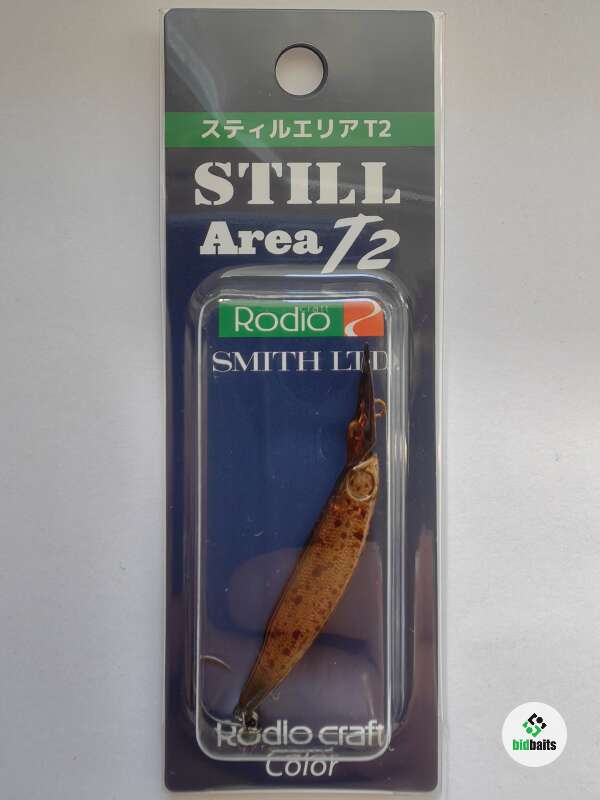 スティルエリアT2
STILL
Area T2
craft
Rodio
SMITH LTD.
Rodio craft
Color
bidbaits